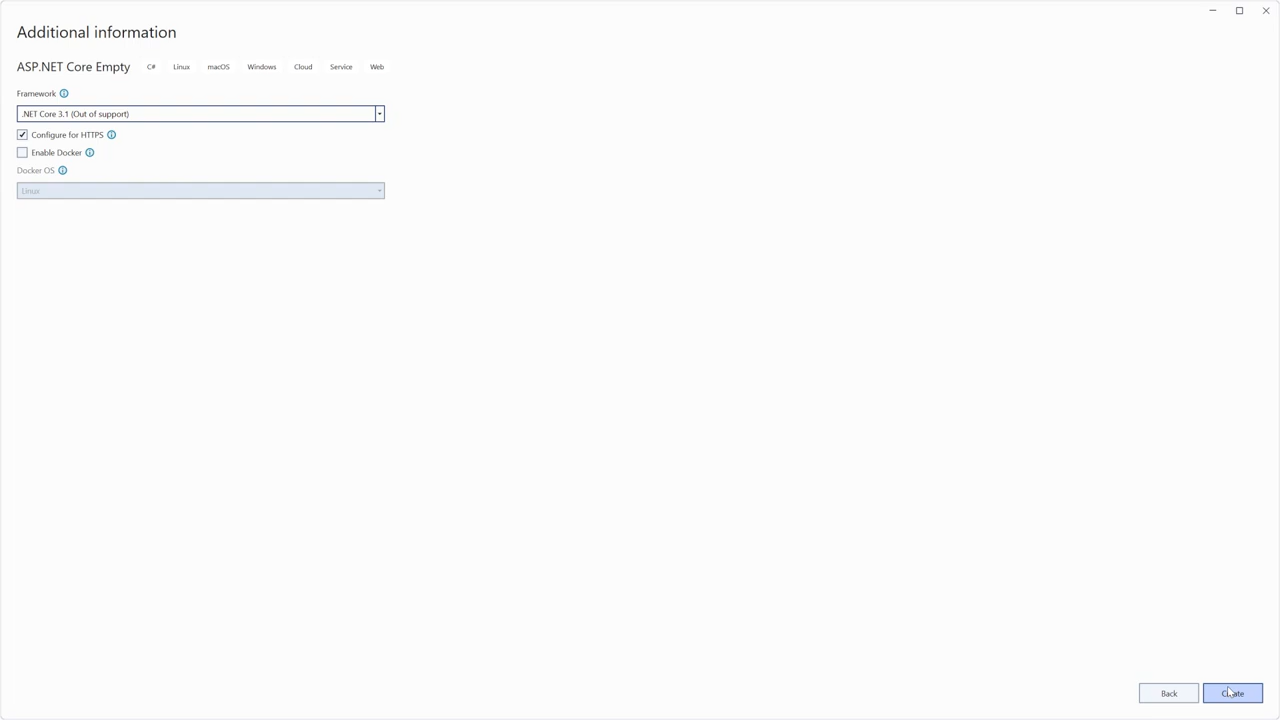 Additional information
ASP.NET Core Empty C# Linux macOS Windows Cloud Service Web
Framework
.NET Core 3.1 (Out of support)
Configure for HTTPS
Enable Docker
Docker OS
Linux
Back Create